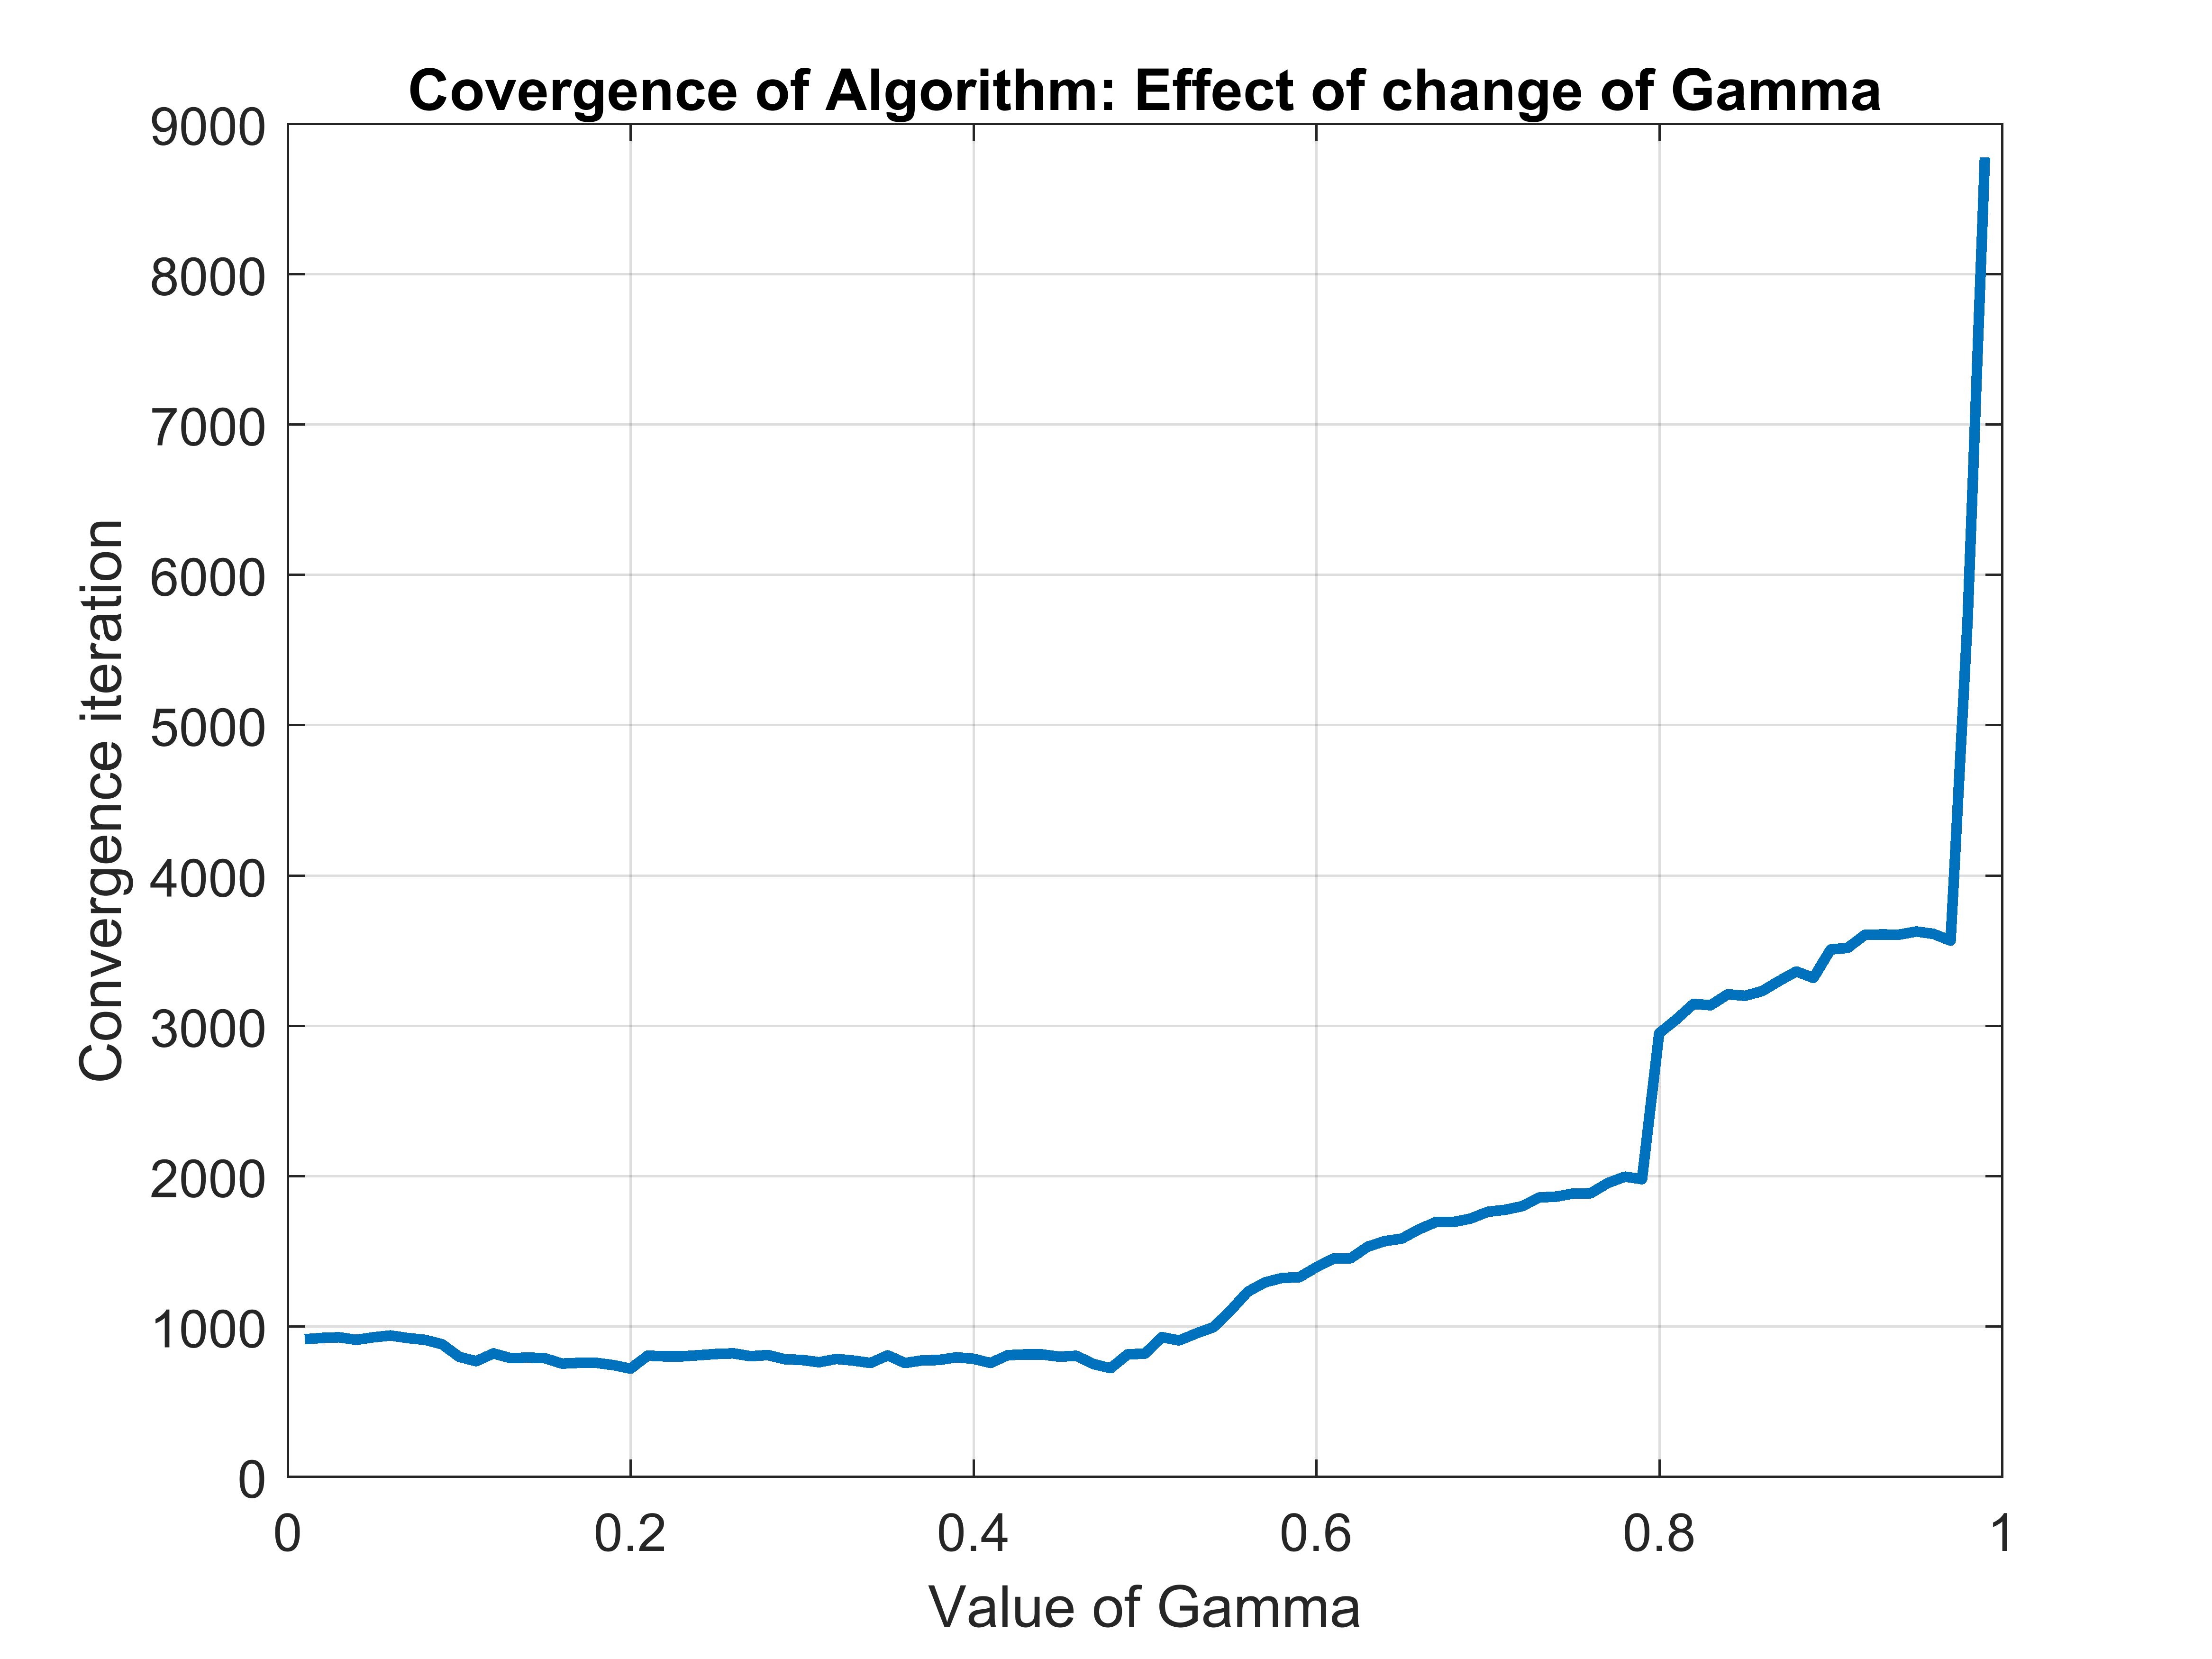 Covergence of Algorithm: Effect of change of Gamma
9000
8000
7000
6000
5000
4000
3000
2000
1000
0
Convergence iteration
0 0.2 0.4 0.6 0.8 1
Value of Gamma